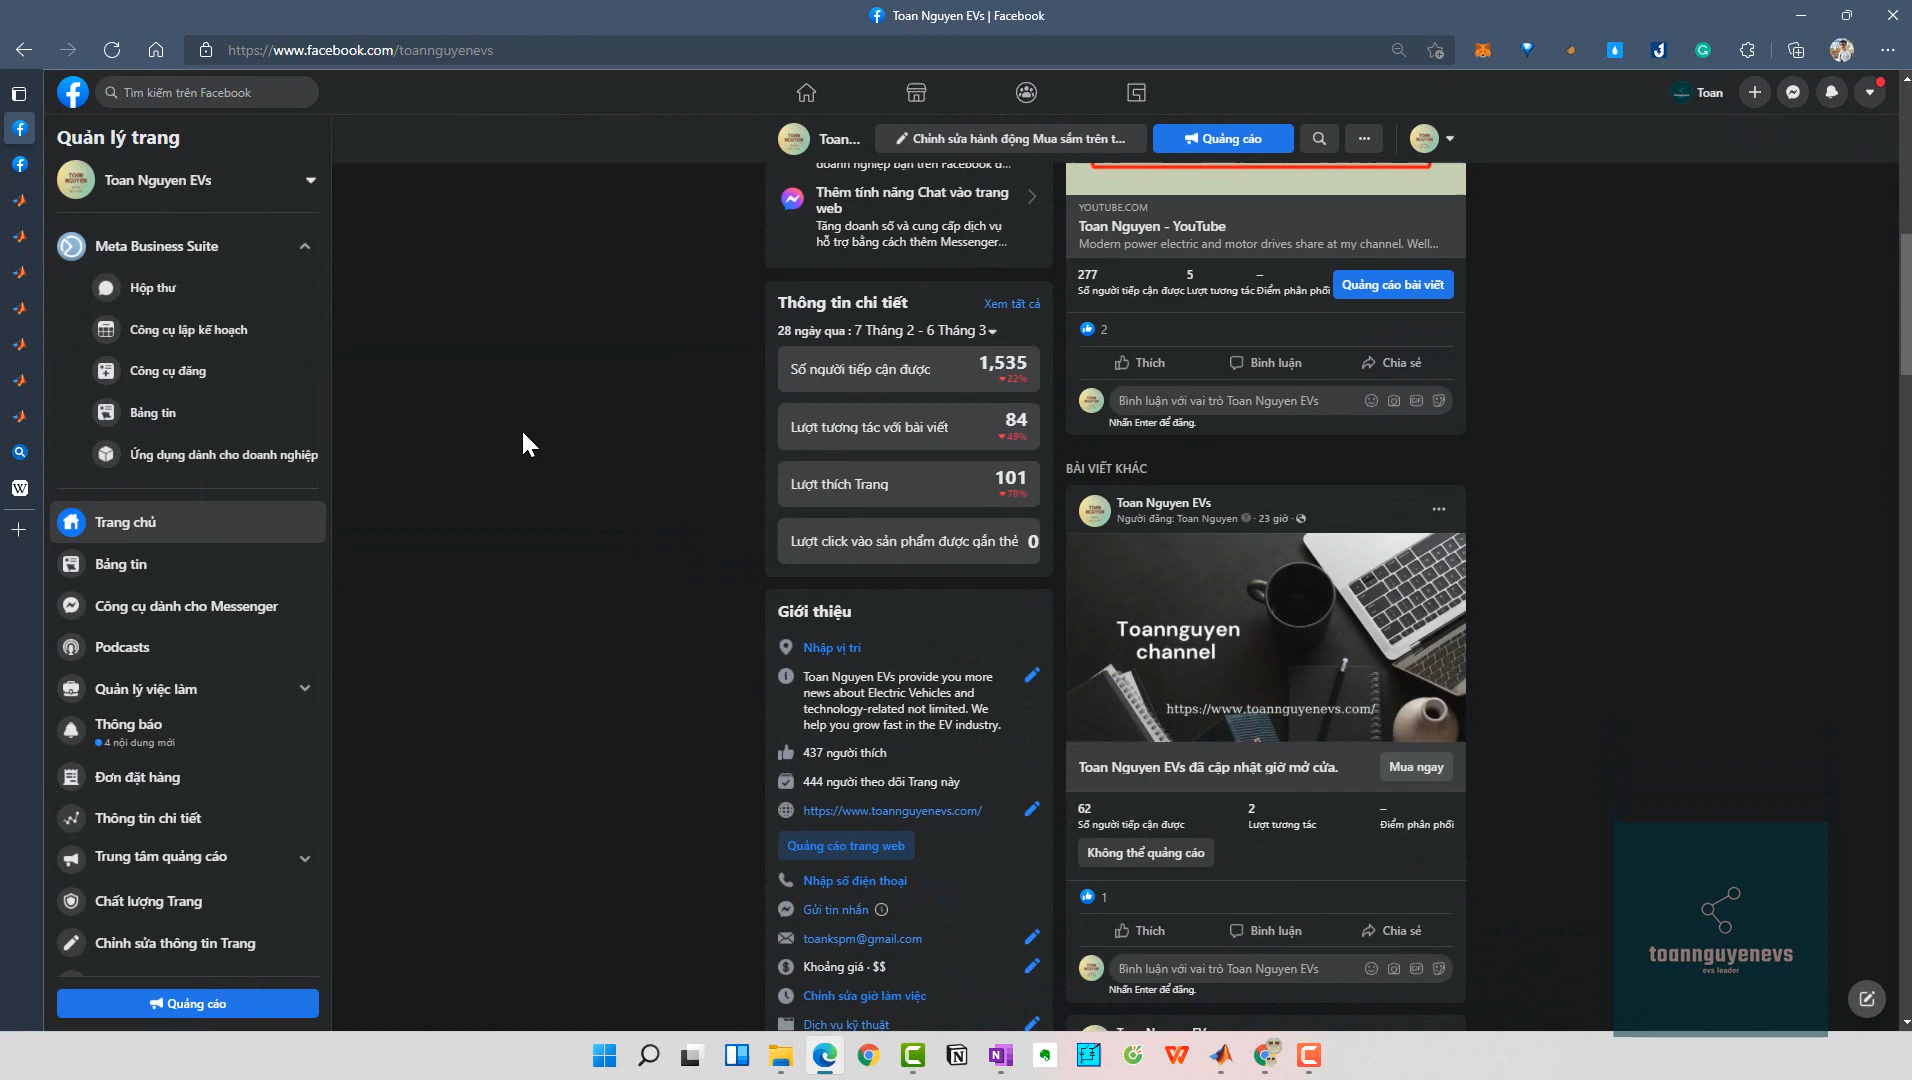 Toan Nguyen EVs | Facebook
https://www.facebook.com/toannguyenevs
Tìm kiếm trên Facebook
Toan
Quản lý trang
Toan Nguyen EVs
Meta Business Suite
Hộp thư
Công cụ lập kế hoạch
Công cụ đăng
Bảng tin
Ứng dụng dành cho doanh nghiệp
Trang chủ
Bảng tin
Công cụ dành cho Messenger
Podcasts
Quản lý việc làm
Thông báo
4 nội dung mới
Đơn đặt hàng
Thông tin chi tiết
Trung tâm quảng cáo
Chất lượng Trang
Chỉnh sửa thông tin Trang
Quảng cáo
Toan...
Chỉnh sửa hành động Mua sắm trên t...
Quảng cáo
doanh nghiệp bạn trên Facebook d...
Thêm tính năng Chat vào trang
web
Tăng doanh số và cung cấp dịch vụ
hỗ trợ bằng cách thêm Messenger...
Thông tin chi tiết
Xem tất cả
28 ngày qua : 7 Tháng 2 - 6 Tháng 3
Số người tiếp cận được 1,535
22%
Lượt tương tác với bài viết 84
49%
Lượt thích Trang 101
70%
Lượt click vào sản phẩm được gắn thẻ 0
Giới thiệu
Nhập vị trí
Toan Nguyen EVs provide you more
news about Electric Vehicles and
technology-related not limited. We
help you grow fast in the EV industry.
437 người thích
444 người theo dõi Trang này
https://www.toannguyenevs.com/
Quảng cáo trang web
Nhập số điện thoại
Gửi tin nhắn
toankspm@gmail.com
Khoảng giá · $$
Chỉnh sửa giờ làm việc
Dịch vụ kỹ thuật
YOUTUBE.COM
Toan Nguyen - YouTube
Modern power electric and motor drives share at my channel. Well...
277 5 –
Số người tiếp cận được Lượt tương tác Điểm phân phối
Quảng cáo bài viết
2
Thích Bình luận Chia sẻ
Bình luận với vai trò Toan Nguyen EVs
Nhấn Enter để đăng.
BÀI VIẾT KHÁC
Toan Nguyen EVs
Người đăng: Toan Nguyen · 23 giờ ·
Toannguyen
channel
https://www.toannguyenevs.com/
Toan Nguyen EVs đã cập nhật giờ mở cửa.
Mua ngay
62 2 –
Số người tiếp cận được Lượt tương tác Điểm phân phối
Không thể quảng cáo
1
Thích Bình luận Chia sẻ
Bình luận với vai trò Toan Nguyen EVs
Nhấn Enter để đăng.
toannguyenevs
evs leader